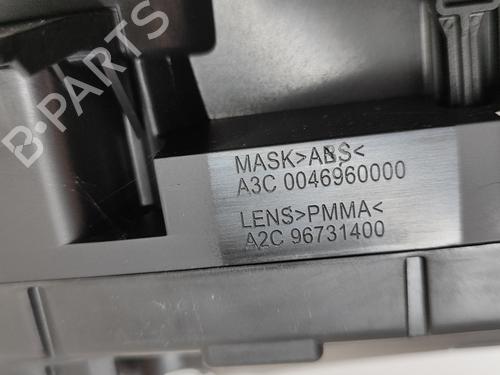 B-PARTS
MASK>ABS<
A3C 0046960000
LENS>PMMA<
A2C 96731400